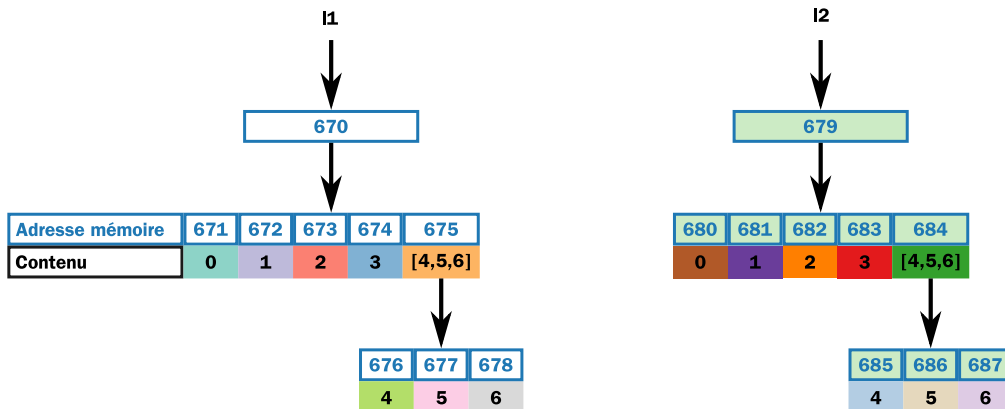 l1 l2
670 679
Adresse mémoire 671 672 673 674 675 680 681 682 683 684
Contenu 0 1 2 3 [4,5,6] 0 1 2 3 [4,5,6]
676 677 678 685 686 687
4 5 6 4 5 6